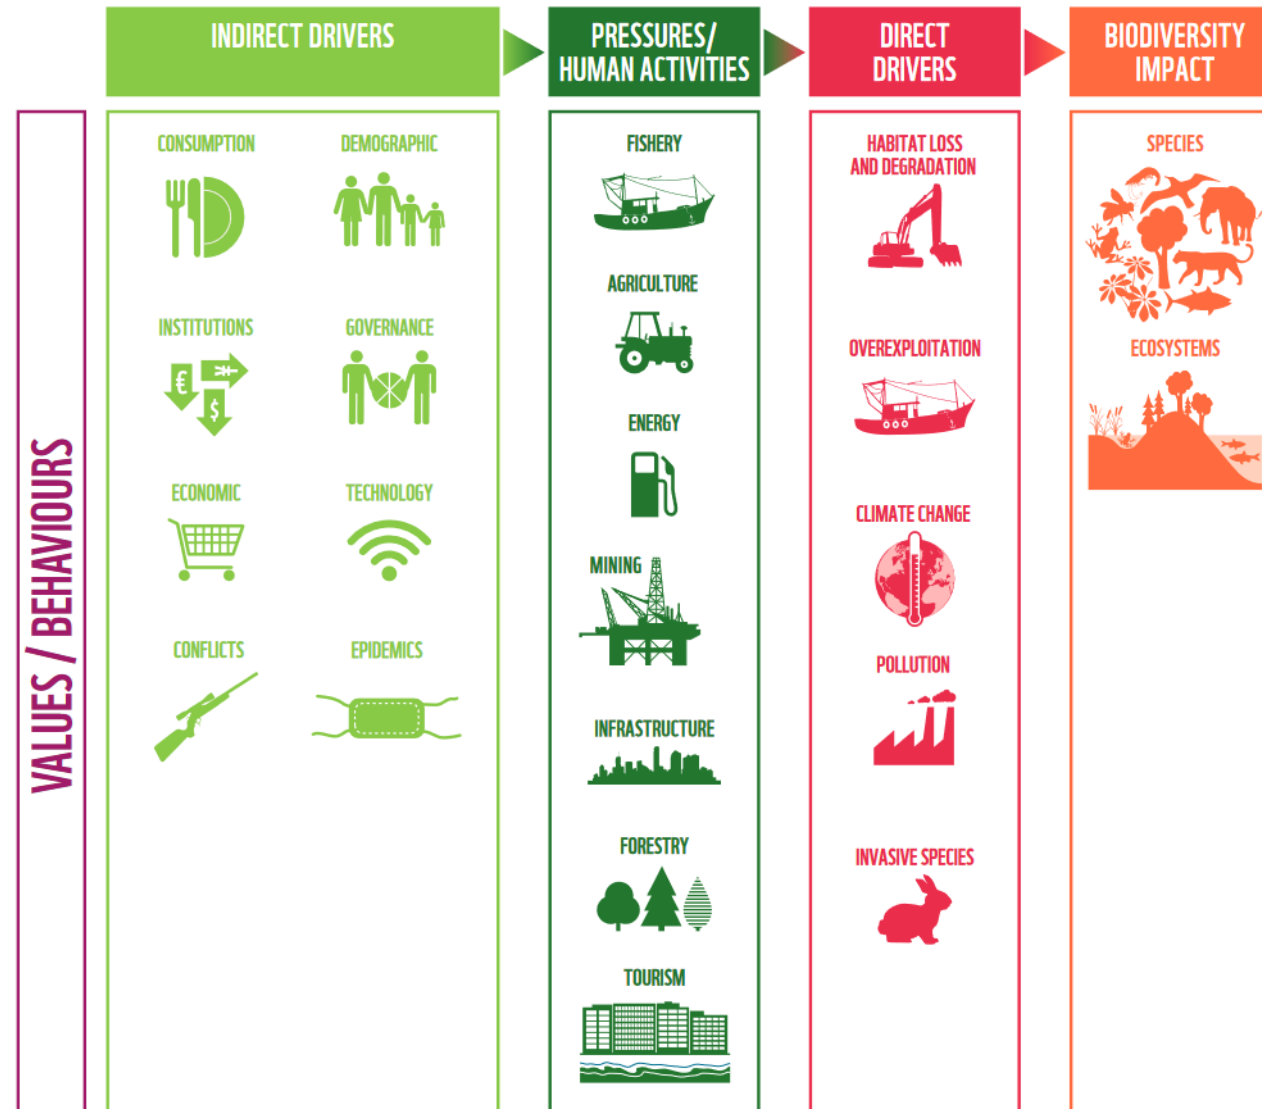 INDIRECT DRIVERS
PRESSURES/
HUMAN ACTIVITIES
DIRECT
DRIVERS
BIODIVERSITY
IMPACT
VALUES / BEHAVIOURS
CONSUMPTION
DEMOGRAPHIC
INSTITUTIONS
GOVERNANCE
€
$
ECONOMIC
TECHNOLOGY
CONFLICTS
EPIDEMICS
FISHERY
AGRICULTURE
ENERGY
MINING
INFRASTRUCTURE
FORESTRY
TOURISM
HABITAT LOSS
AND DEGRADATION
OVEREXPLOITATION
CLIMATE CHANGE
POLLUTION
INVASIVE SPECIES
SPECIES
ECOSYSTEMS